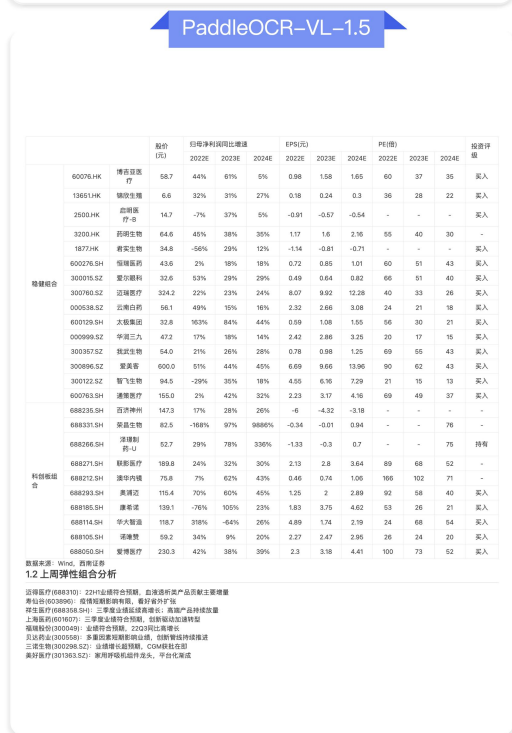 PaddleOCR-VL-1.5
股价(元) 归母净利润同比增速 EPS(元) PE(倍) 投资评级
2022E 2023E 2024E 2022E 2023E 2024E 2022E 2023E 2024E
稳健组合
60076.HK 博吉亚医疗 58.7 44% 61% 5% 0.98 1.58 1.65 60 37 35 买入
13651.HK 锦欣生殖 6.6 32% 31% 27% 0.18 0.24 0.3 36 28 22 买入
2500.HK 启明医疗-B 14.7 -7% 37% 5% -0.91 -0.57 -0.54 - - - 买入
3200.HK 药明生物 64.6 45% 38% 35% 1.17 1.6 2.16 55 40 30 -
1877.HK 君实生物 34.8 -56% 29% 12% -1.14 -0.81 -0.71 - - - 买入
600276.SH 恒瑞医药 43.6 2% 18% 18% 0.72 0.85 1.01 60 51 43 买入
300015.SZ 爱尔眼科 32.6 53% 29% 29% 0.49 0.64 0.82 66 51 40 买入
300760.SZ 迈瑞医疗 324.2 22% 23% 24% 8.07 9.92 12.28 40 33 26 买入
000538.SZ 云南白药 56.1 49% 15% 16% 2.32 2.66 3.08 24 21 18 买入
600129.SH 太极集团 32.8 163% 84% 44% 0.59 1.08 1.55 56 30 21 买入
000999.SZ 华润三九 47.2 17% 18% 14% 2.42 2.86 3.25 20 17 15 买入
300357.SZ 我武生物 54.0 21% 26% 28% 0.78 0.98 1.25 69 55 43 买入
300896.SZ 爱美客 600.0 51% 44% 45% 6.69 9.66 13.96 90 62 43 买入
300122.SZ 智飞生物 94.5 -29% 35% 18% 4.55 6.16 7.29 21 15 13 买入
600763.SH 通策医疗 155.0 2% 42% 32% 2.23 3.17 4.16 69 49 37 买入
科创板组合
688235.SH 百济神州 147.3 17% 28% 26% -6 -4.32 -3.18 - - - -
688331.SH 荣昌生物 82.5 -168% 97% 9886% -0.34 -0.01 0.94 - - 76 -
688266.SH 泽璟制药-U 52.7 29% 78% 336% -1.33 -0.3 0.7 - - 75 持有
688271.SH 联影医疗 189.8 24% 32% 30% 2.13 2.8 3.64 89 68 52 -
688212.SH 澳华内镜 75.8 7% 62% 43% 0.46 0.74 1.06 166 102 71 -
688293.SH 奥浦迈 115.4 70% 60% 45% 1.25 2 2.89 92 58 40 买入
688185.SH 康希诺 139.1 -76% 105% 23% 1.83 3.75 4.62 53 26 21 买入
688114.SH 华大智造 118.7 318% -64% 26% 4.89 1.74 2.19 24 68 54 买入
688105.SH 诺唯赞 59.2 34% 9% 20% 2.27 2.47 2.95 26 24 20 买入
688050.SH 爱博医疗 230.3 42% 38% 39% 2.3 3.18 4.41 100 73 52 买入
数据来源：Wind，西南证券
1.2 上周弹性组合分析
迈得医疗(688310)：22H1业绩符合预期，血液透析类产品贡献主要增量
寿仙谷(603896)：疫情短期影响有限，看好省外扩张
祥生医疗(688358.SH)：三季度业绩延续高增长；高端产品持续放量
上海医药(601607)：三季度业绩符合预期，创新驱动加速转型
福瑞股份(300049)：业绩符合预期，22Q3同比高增长
贝达药业(300558)：多重因素短期影响业绩，创新管线持续推进
三诺生物(300298.SZ)：业绩增长超预期，CGM获批在即
美好医疗(301363.SZ)：家用呼吸机组件龙头，平台化渐成